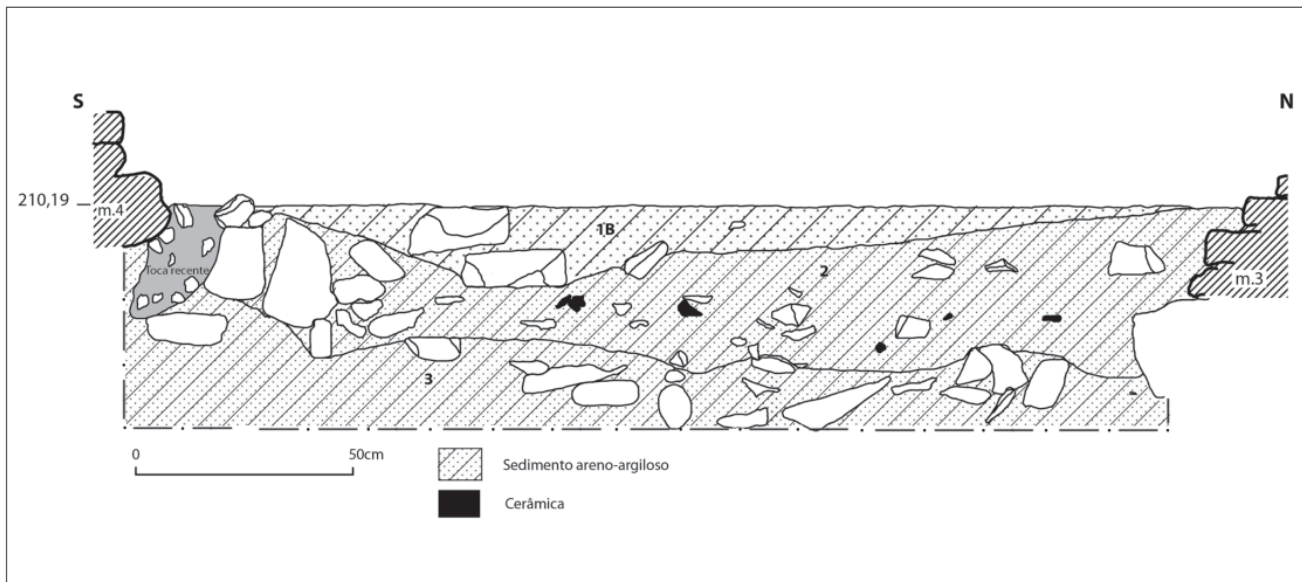 S
N
210,19
m.4
1B
Toca recente
2
m.3
3
0
50cm
Sedimento areno-argiloso
Cerâmica